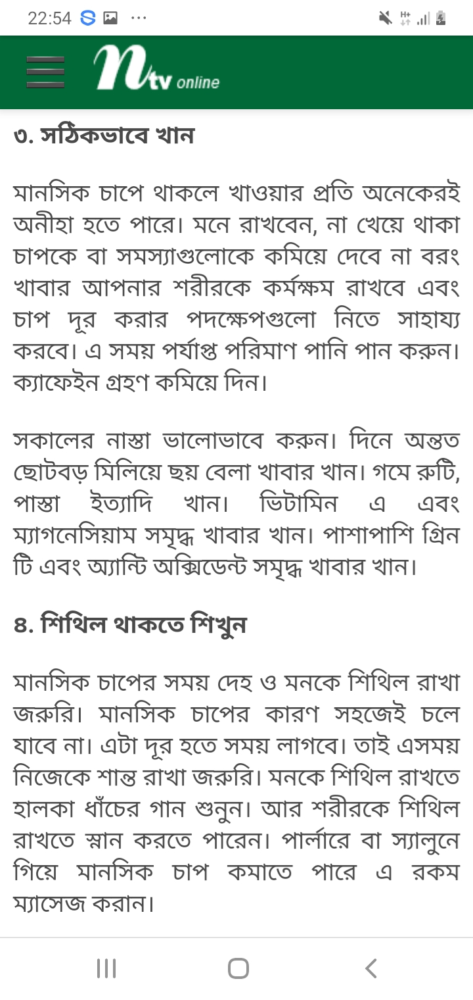 22:54
H+
ntv online
৩. সঠিকভাবে খান
মানসিক চাপে থাকলে খাওয়ার প্রতি অনেকেরই
অনীহা হতে পারে। মনে রাখবেন, না খেয়ে থাকা
চাপকে বা সমস্যাগুলোকে কমিয়ে দেবে না বরং
খাবার আপনার শরীরকে কর্মক্ষম রাখবে এবং
চাপ দূর করার পদক্ষেপগুলো নিতে সাহায্য
করবে। এ সময় পর্যাপ্ত পরিমাণ পানি পান করুন।
ক্যাফেইন গ্রহণ কমিয়ে দিন।
সকালের নাস্তা ভালোভাবে করুন। দিনে অন্তত
ছোটবড় মিলিয়ে ছয় বেলা খাবার খান। গমে রুটি,
পাস্তা ইত্যাদি খান। ভিটামিন এ এবং
ম্যাগনেসিয়াম সমৃদ্ধ খাবার খান। পাশাপাশি গ্রিন
টি এবং অ্যান্টি অক্সিডেন্ট সমৃদ্ধ খাবার খান।
৪. শিথিল থাকতে শিখুন
মানসিক চাপের সময় দেহ ও মনকে শিথিল রাখা
জরুরি। মানসিক চাপের কারণ সহজেই চলে
যাবে না। এটা দূর হতে সময় লাগবে। তাই এসময়
নিজেকে শান্ত রাখা জরুরি। মনকে শিথিল রাখতে
হালকা ধাঁচের গান শুনুন। আর শরীরকে শিথিল
রাখতে স্নান করতে পারেন। পার্লারে বা স্যালুনে
গিয়ে মানসিক চাপ কমাতে পারে এ রকম
ম্যাসেজ করান।